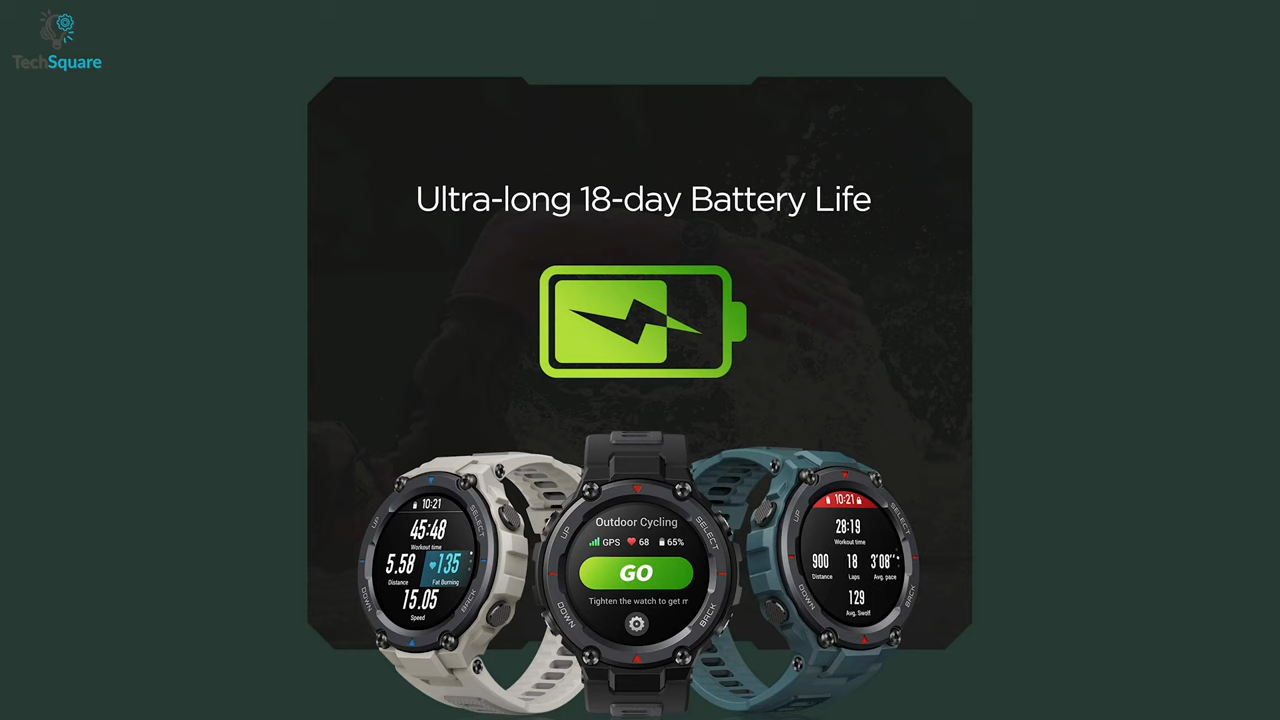 TechSquare
Ultra-long 18-day Battery Life
10:21
45:48
Workout time
5.58
135
Distance
Fat Burning
15.05
Speed
UP
SELECT
DOWN
BACK
Outdoor Cycling
GPS 68 65%
GO
Tighten the watch to get m
UP
SELECT
DOWN
BACK
10:21
28:19
Workout time
900 18 3'08"
Distance Laps Avg. pace
129
Avg. Swolf
UP
SELECT
DOWN
BACK